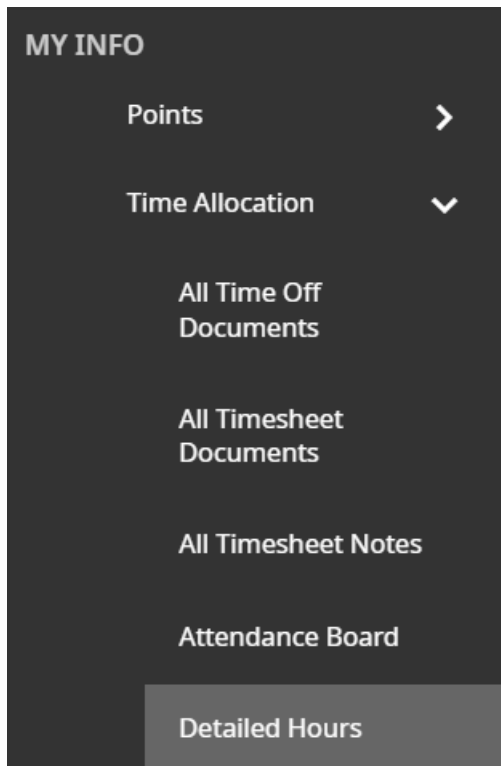 MY INFO
Points
Time Allocation
All Time Off
Documents
All Timesheet
Documents
All Timesheet Notes
Attendance Board
Detailed Hours